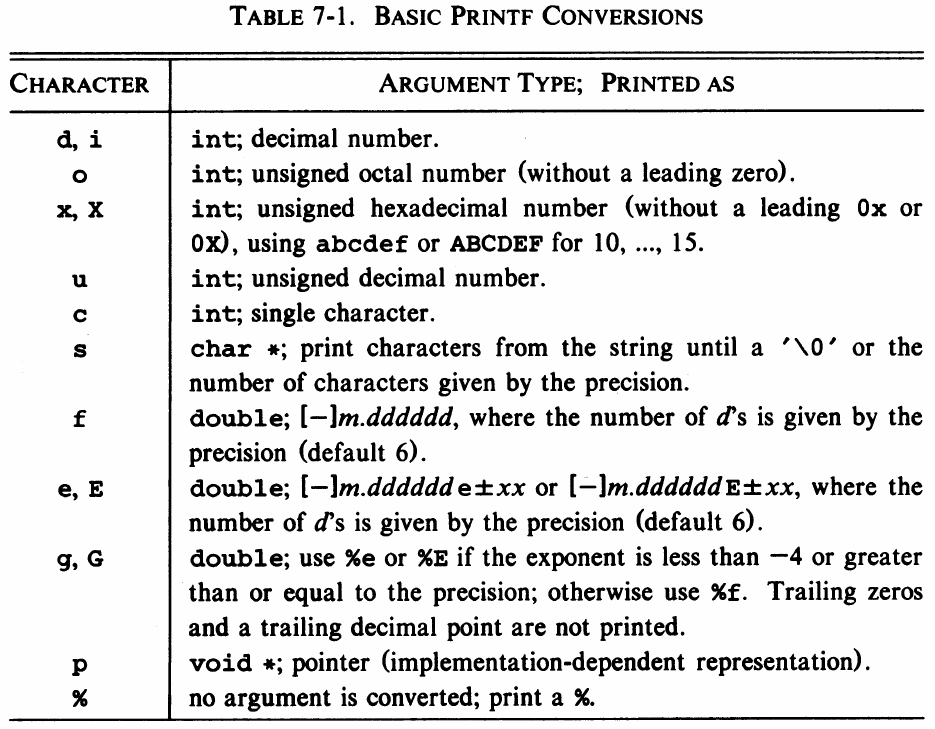 TABLE 7-1. BASIC PRINTF CONVERSIONS
CHARACTER ARGUMENT TYPE; PRINTED AS
d, i int; decimal number.
o int; unsigned octal number (without a leading zero).
x, X int; unsigned hexadecimal number (without a leading 0x or
0X), using abcdef or ABCDEF for 10, ..., 15.
u int; unsigned decimal number.
c int; single character.
s char *; print characters from the string until a '\0' or the
number of characters given by the precision.
f double; [−]m.dddddd, where the number of d's is given by the
precision (default 6).
e, E double; [−]m.dddddde±xx or [−]m.ddddddE±xx, where the
number of d's is given by the precision (default 6).
g, G double; use %e or %E if the exponent is less than −4 or greater
than or equal to the precision; otherwise use %f. Trailing zeros
and a trailing decimal point are not printed.
p void *; pointer (implementation-dependent representation).
% no argument is converted; print a %.